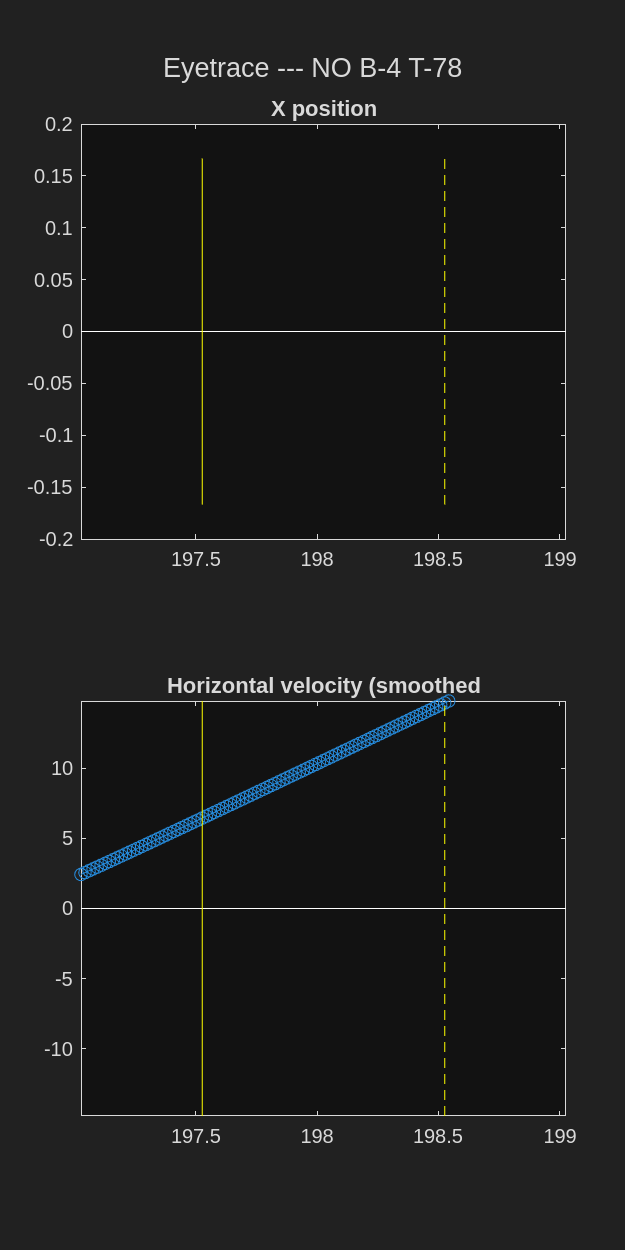 Eyetrace --- NO B-4 T-78
X position
0.2
0.15
0.1
0.05
0
-0.05
-0.1
-0.15
-0.2
197.5 198 198.5 199
Horizontal velocity (smoothed
10
5
0
-5
-10
197.5 198 198.5 199